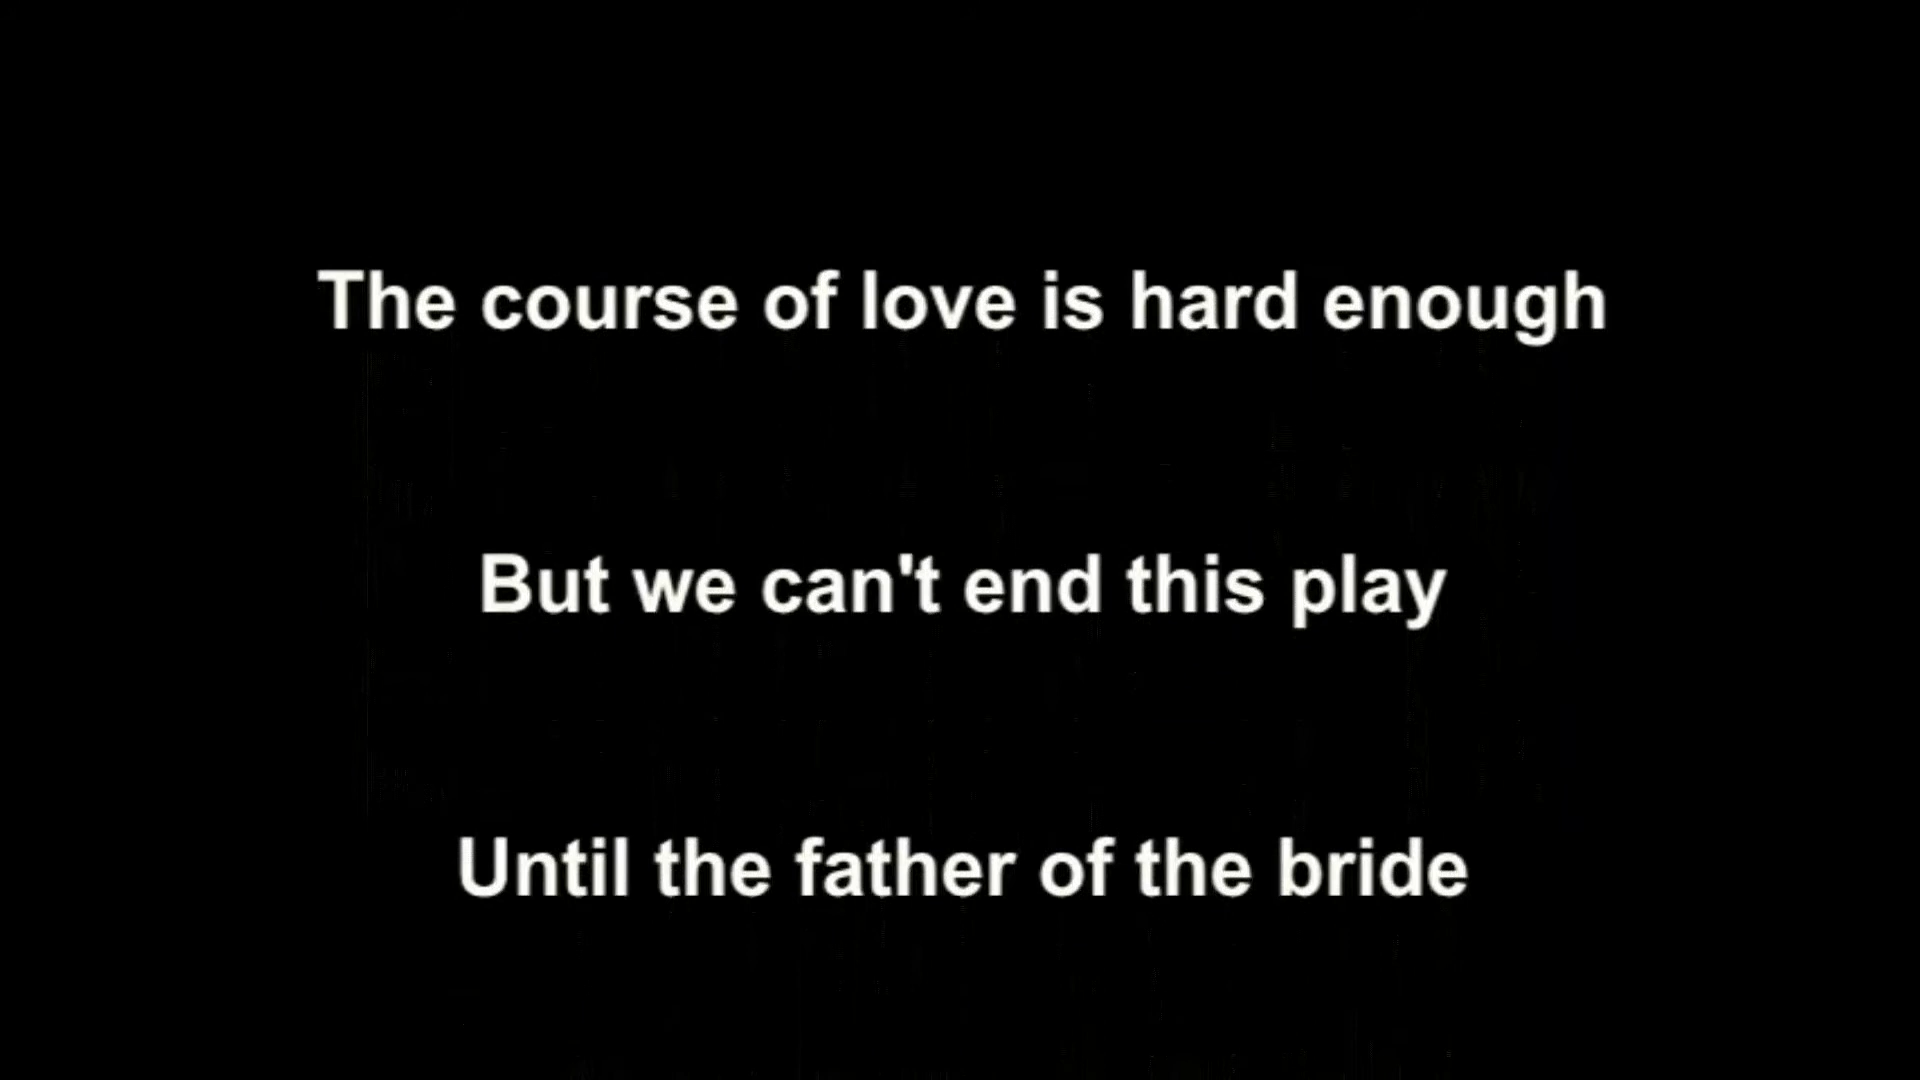 The course of love is hard enough
But we can't end this play
Until the father of the bride